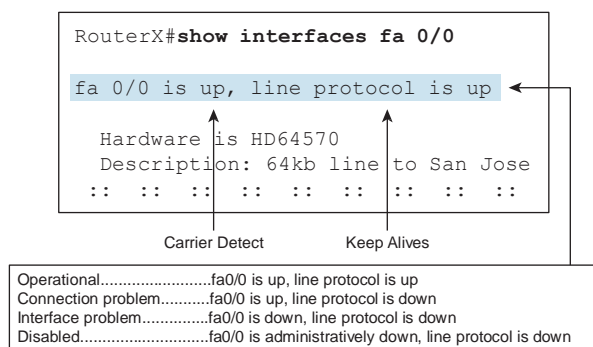 RouterX#show interfaces fa 0/0
fa 0/0 is up, line protocol is up
Hardware is HD64570
Description: 64kb line to San Jose
:: :: :: :: :: :: :: :: ::
Carrier Detect Keep Alives
Operational.........................fa0/0 is up, line protocol is up
Connection problem...........fa0/0 is up, line protocol is down
Interface problem...............fa0/0 is down, line protocol is down
Disabled.............................fa0/0 is administratively down, line protocol is down